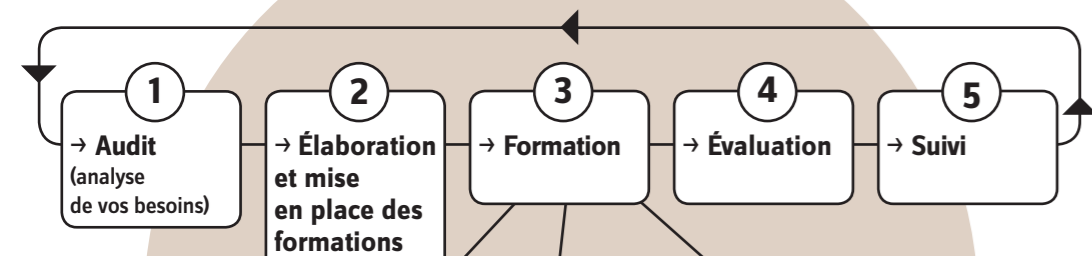 1
→ Audit
(analyse
de vos besoins)
2
→ Élaboration
et mise
en place des
formations
3
→ Formation
4
→ Évaluation
5
→ Suivi